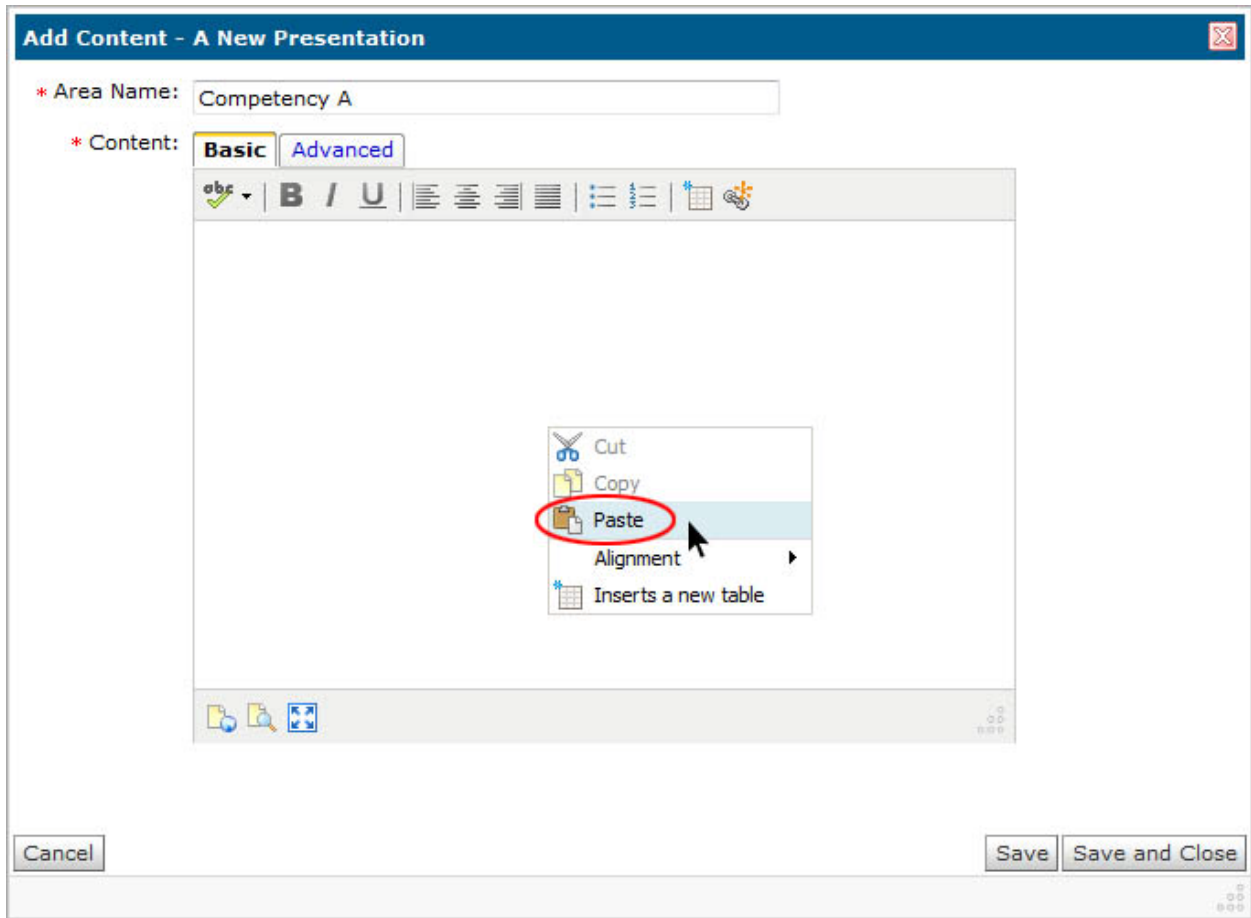 Add Content - A New Presentation
* Area Name: Competency A
* Content: Basic Advanced
abc B I U
Cut
Copy
Paste
Alignment
Inserts a new table
Cancel Save Save and Close